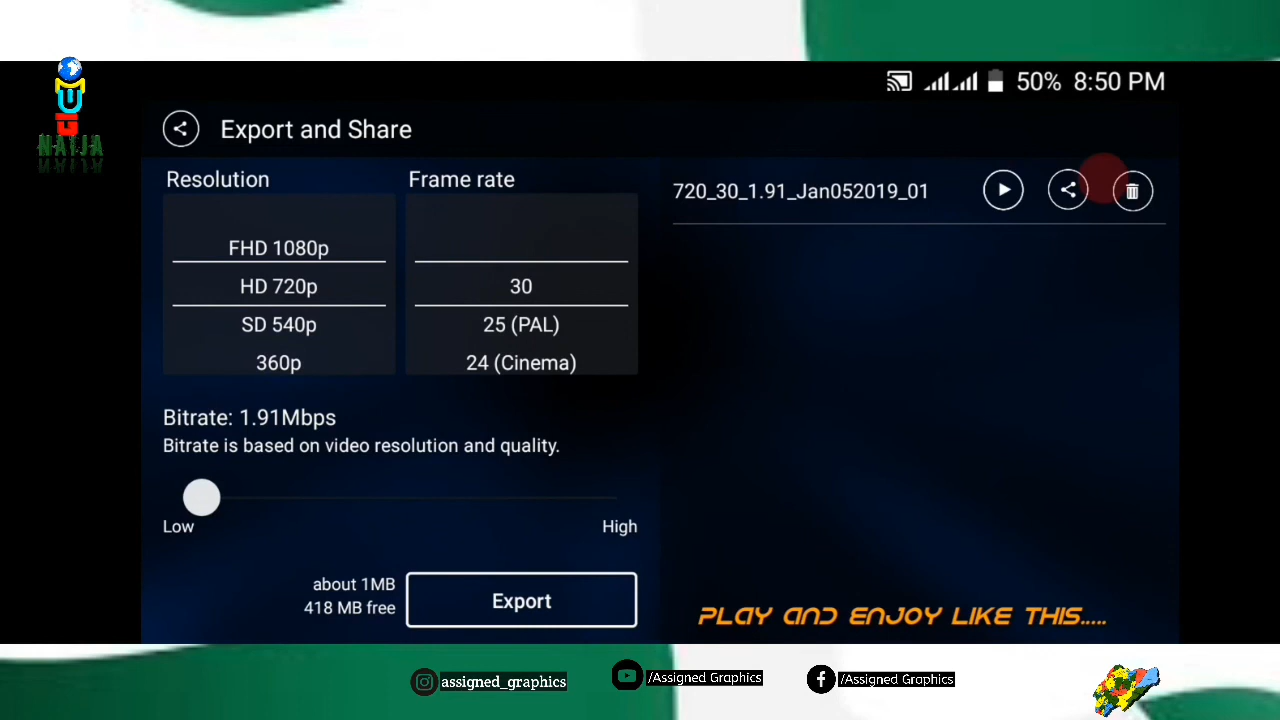 50% 8:50 PM
UG
NAIJA
Export and Share
Resolution
Frame rate
720_30_1.91_Jan052019_01
FHD 1080p
HD 720p
SD 540p
360p
30
25 (PAL)
24 (Cinema)
Bitrate: 1.91Mbps
Bitrate is based on video resolution and quality.
Low
High
about 1MB
418 MB free
Export
PLAY AND ENJOY LIKE THIS.....
assigned_graphics
/Assigned Graphics
/Assigned Graphics